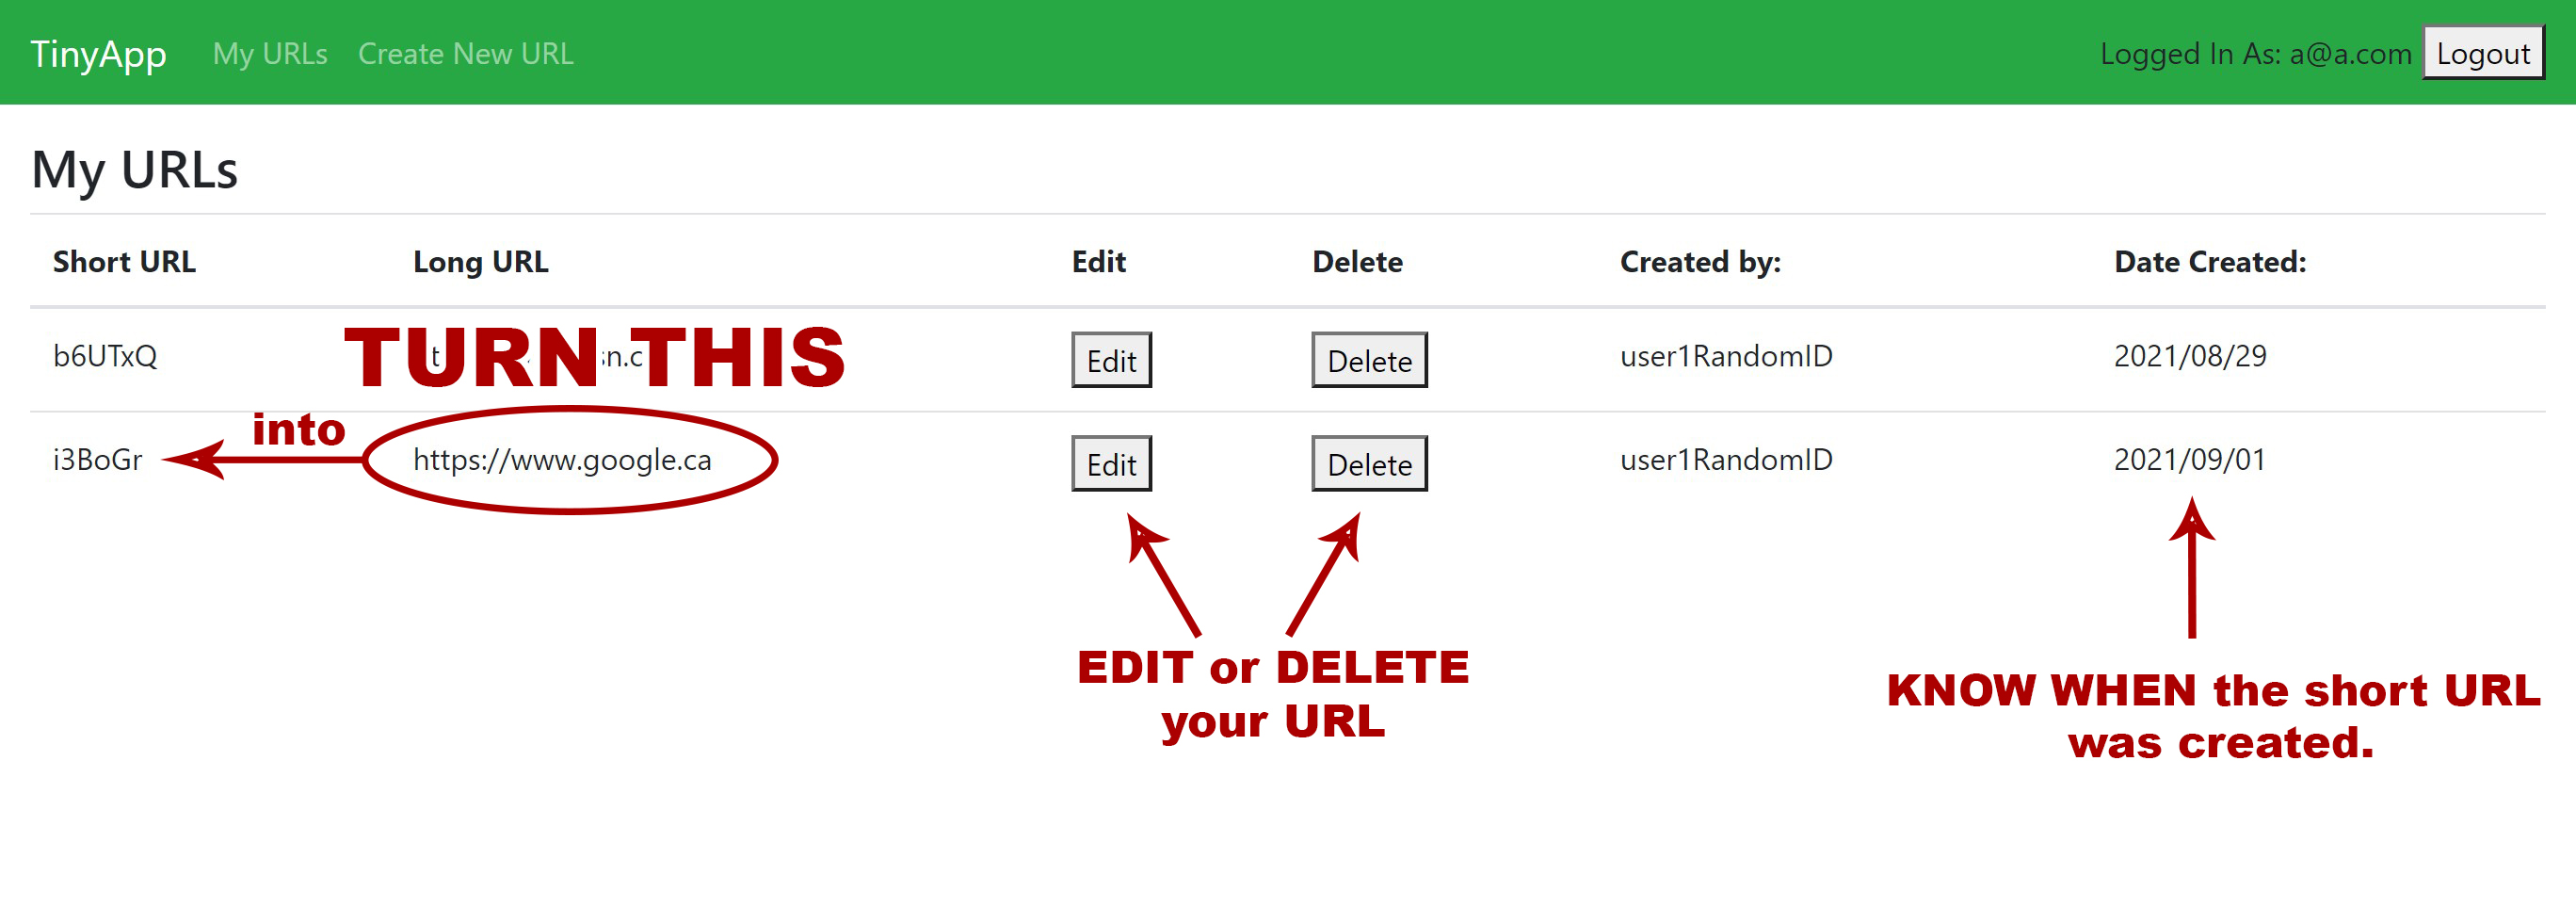 TinyApp My URLs Create New URL Logged In As: a@a.com Logout
My URLs
Short URL Long URL Edit Delete Created by: Date Created:
b6UTxQ TURN THIS Edit Delete user1RandomID 2021/08/29
into
i3BoGr https://www.google.ca Edit Delete user1RandomID 2021/09/01
EDIT or DELETE
your URL
KNOW WHEN the short URL
was created.